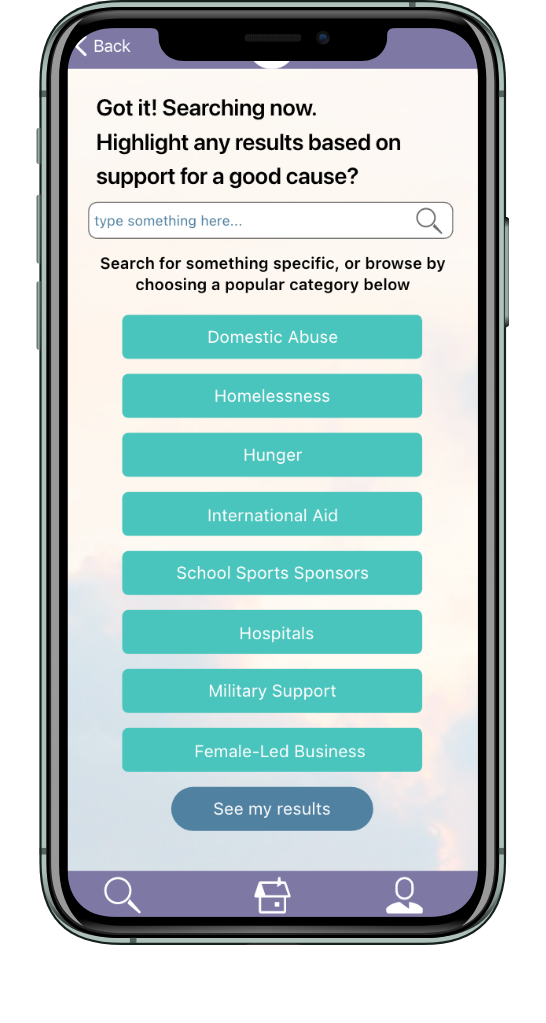 Back
Got it! Searching now.
Highlight any results based on
support for a good cause?
type something here...
Search for something specific, or browse by
choosing a popular category below
Domestic Abuse
Homelessness
Hunger
International Aid
School Sports Sponsors
Hospitals
Military Support
Female-Led Business
See my results